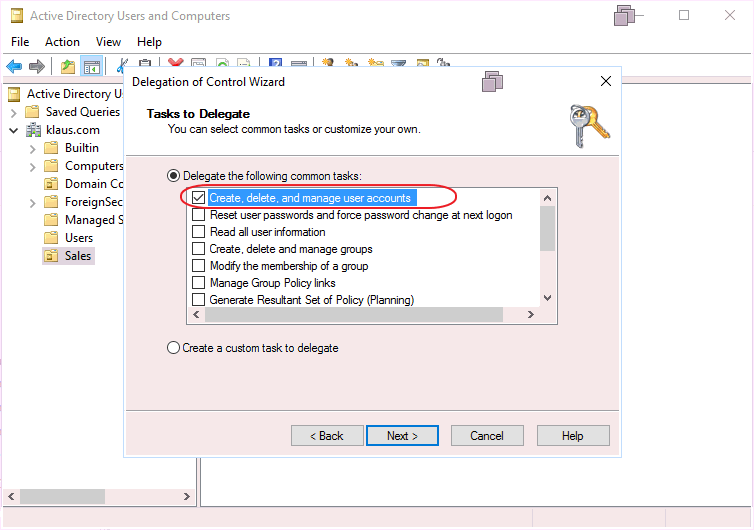 Active Directory Users and Computers
File Action View Help
Active Directory U
Saved Queries
klaus.com
Builtin
Computers
Domain Co
ForeignSec
Managed S
Users
Sales
Delegation of Control Wizard
Tasks to Delegate
You can select common tasks or customize your own.
Delegate the following common tasks:
Create, delete, and manage user accounts
Reset user passwords and force password change at next logon
Read all user information
Create, delete and manage groups
Modify the membership of a group
Manage Group Policy links
Generate Resultant Set of Policy (Planning)
Create a custom task to delegate
< Back Next > Cancel Help